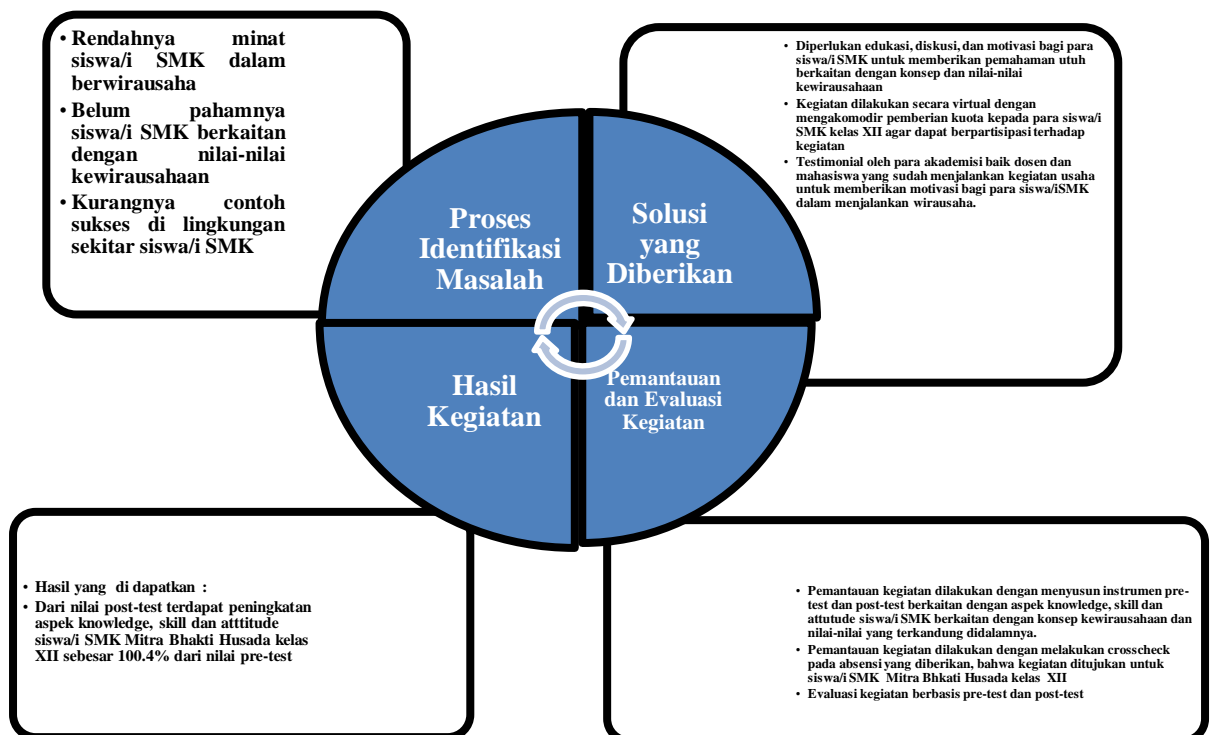 • Rendahnya minat
siswa/i SMK dalam
berwirausaha
• Belum pahamnya
siswa/i SMK berkaitan
dengan nilai-nilai
kewirausahaan
• Kurangnya contoh
sukses di lingkungan
sekitar siswa/i SMK
• Diperlukan edukasi, diskusi, dan motivasi bagi para
siswa/i SMK untuk memberikan pemahaman utuh
berkaitan dengan konsep dan nilai-nilai
kewirausahaan
• Kegiatan dilakukan secara virtual dengan
mengakomodir pemberian kuota kepada para siswa/i
SMK kelas XII agar dapat berpartisipasi terhadap
kegiatan
• Testimonial oleh para akademisi baik dosen dan
mahasiswa yang sudah menjalankan kegiatan usaha
untuk memberikan motivasi bagi para siswa/iSMK
dalam menjalankan wirausaha.
Proses
Identifikasi
Masalah
Solusi
yang
Diberikan
Hasil
Kegiatan
Pemantauan
dan Evaluasi
Kegiatan
• Hasil yang di dapatkan :
• Dari nilai post-test terdapat peningkatan
aspek knowledge, skill dan atttitude
siswa/i SMK Mitra Bhakti Husada kelas
XII sebesar 100.4% dari nilai pre-test
• Pemantauan kegiatan dilakukan dengan menyusun instrumen pre-
test dan post-test berkaitan dengan aspek knowledge, skill dan
attutude siswa/i SMK berkaitan dengan konsep kewirausahaan dan
nilai-nilai yang terkandung didalamnya.
• Pemantauan kegiatan dilakukan dengan melakukan crosscheck
pada absensi yang diberikan, bahwa kegiatan ditujukan untuk
siswa/i SMK Mitra Bhkati Husada kelas XII
• Evaluasi kegiatan berbasis pre-test dan post-test